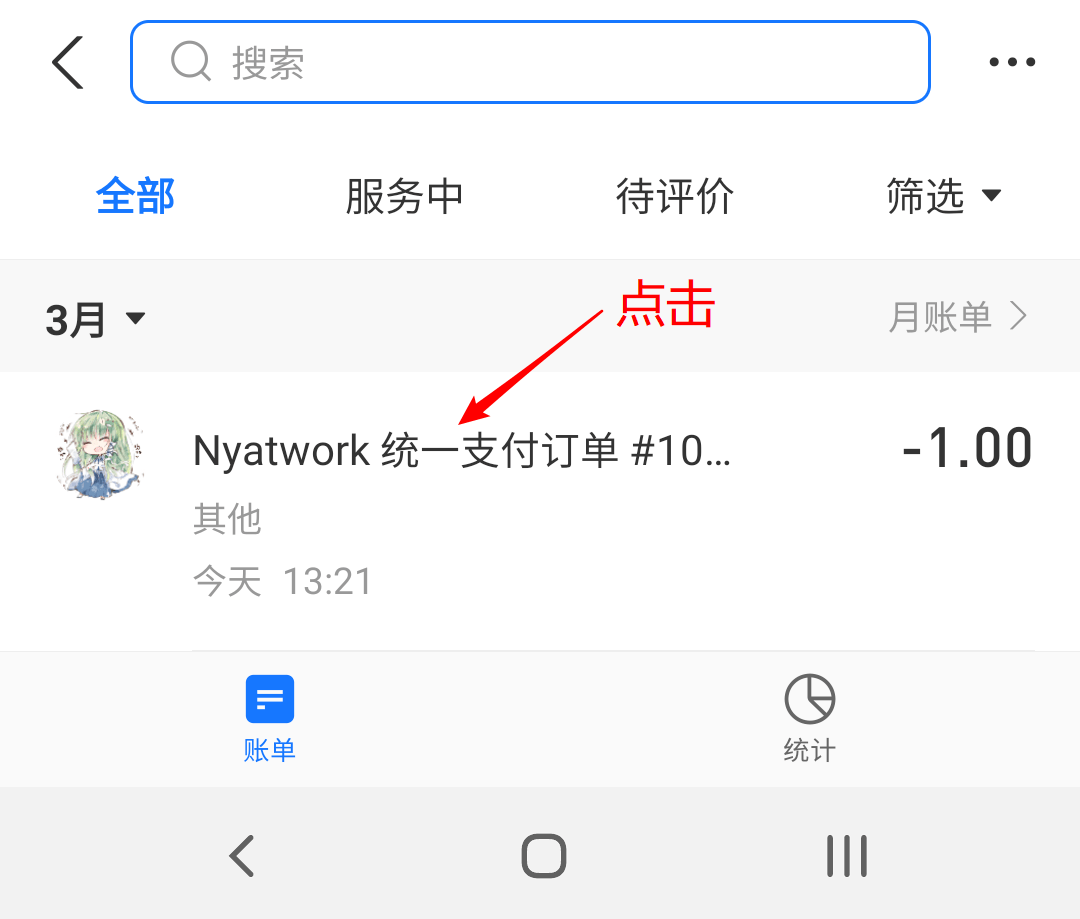 搜索
全部 服务中 待评价 筛选
点击
3月 月账单
Nyatwork 统一支付订单 #10... -1.00
其他
今天 13:21
账单 统计